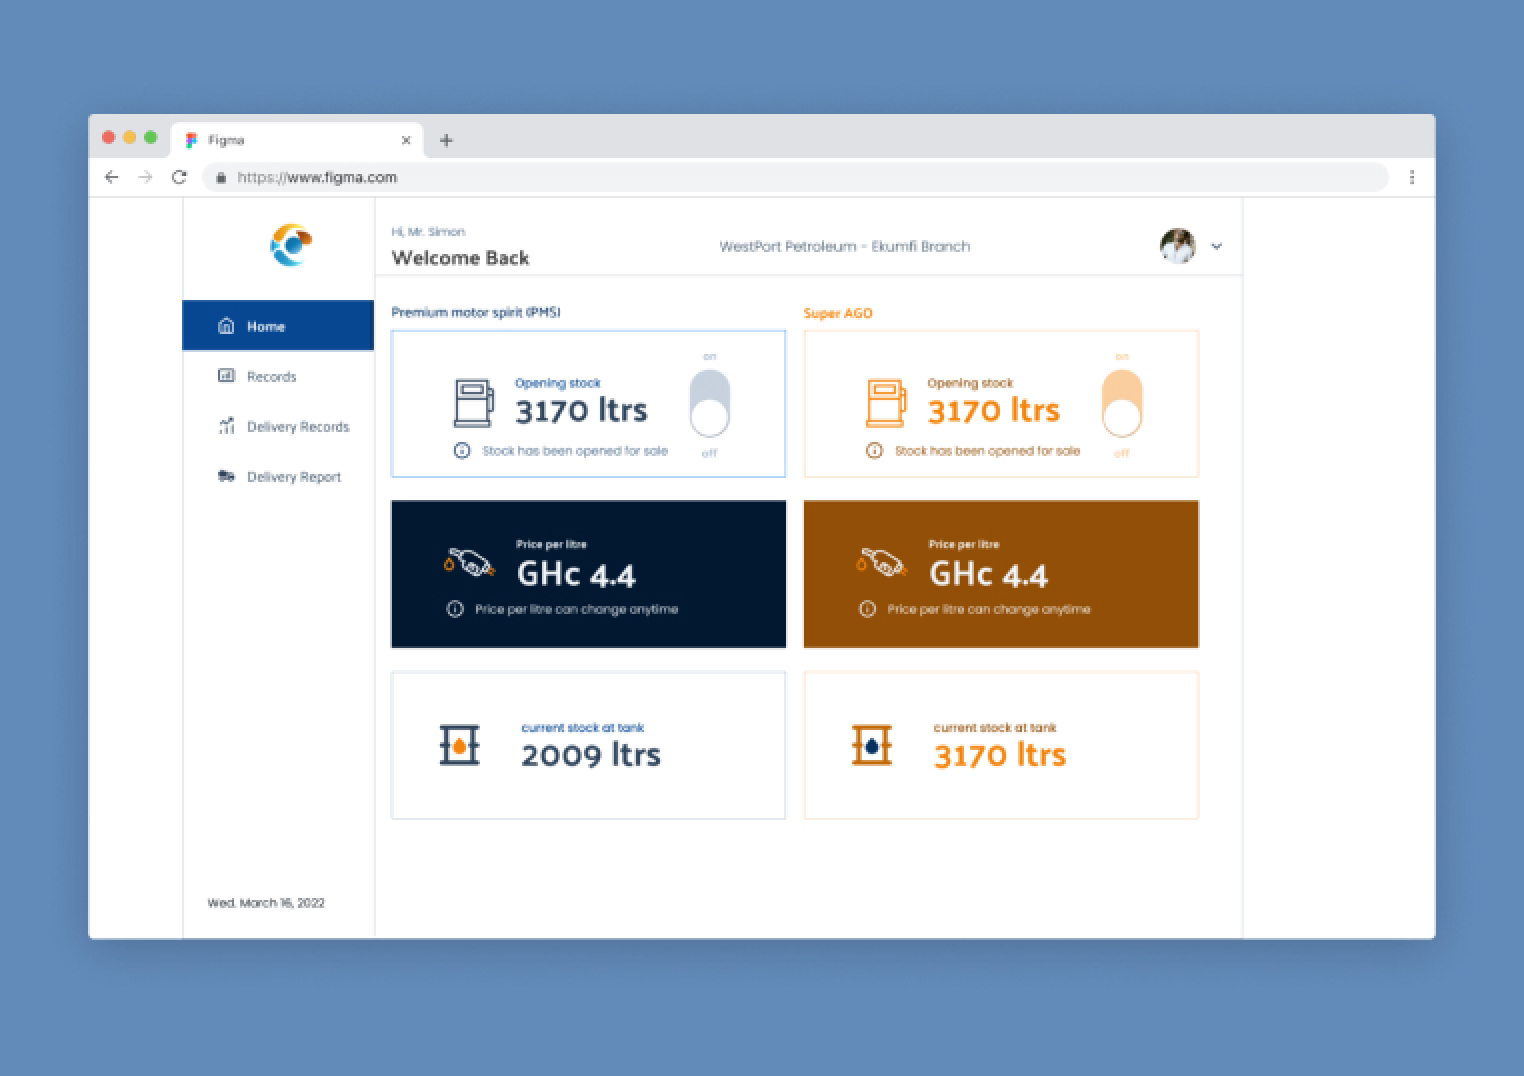 Figma
https://www.figma.com
Hi, Mr. Simon
Welcome Back
WestPort Petroleum - Ekumfi Branch
Home
Records
Delivery Records
Delivery Report
Wed. March 16, 2022
Premium motor spirit (PMS)
on
Opening stock
3170 ltrs
Stock has been opened for sale
off
Price per litre
GHc 4.4
Price per litre can change anytime
current stock at tank
2009 ltrs
Super AGO
on
Opening stock
3170 ltrs
Stock has been opened for sale
off
Price per litre
GHc 4.4
Price per litre can change anytime
current stock at tank
3170 ltrs